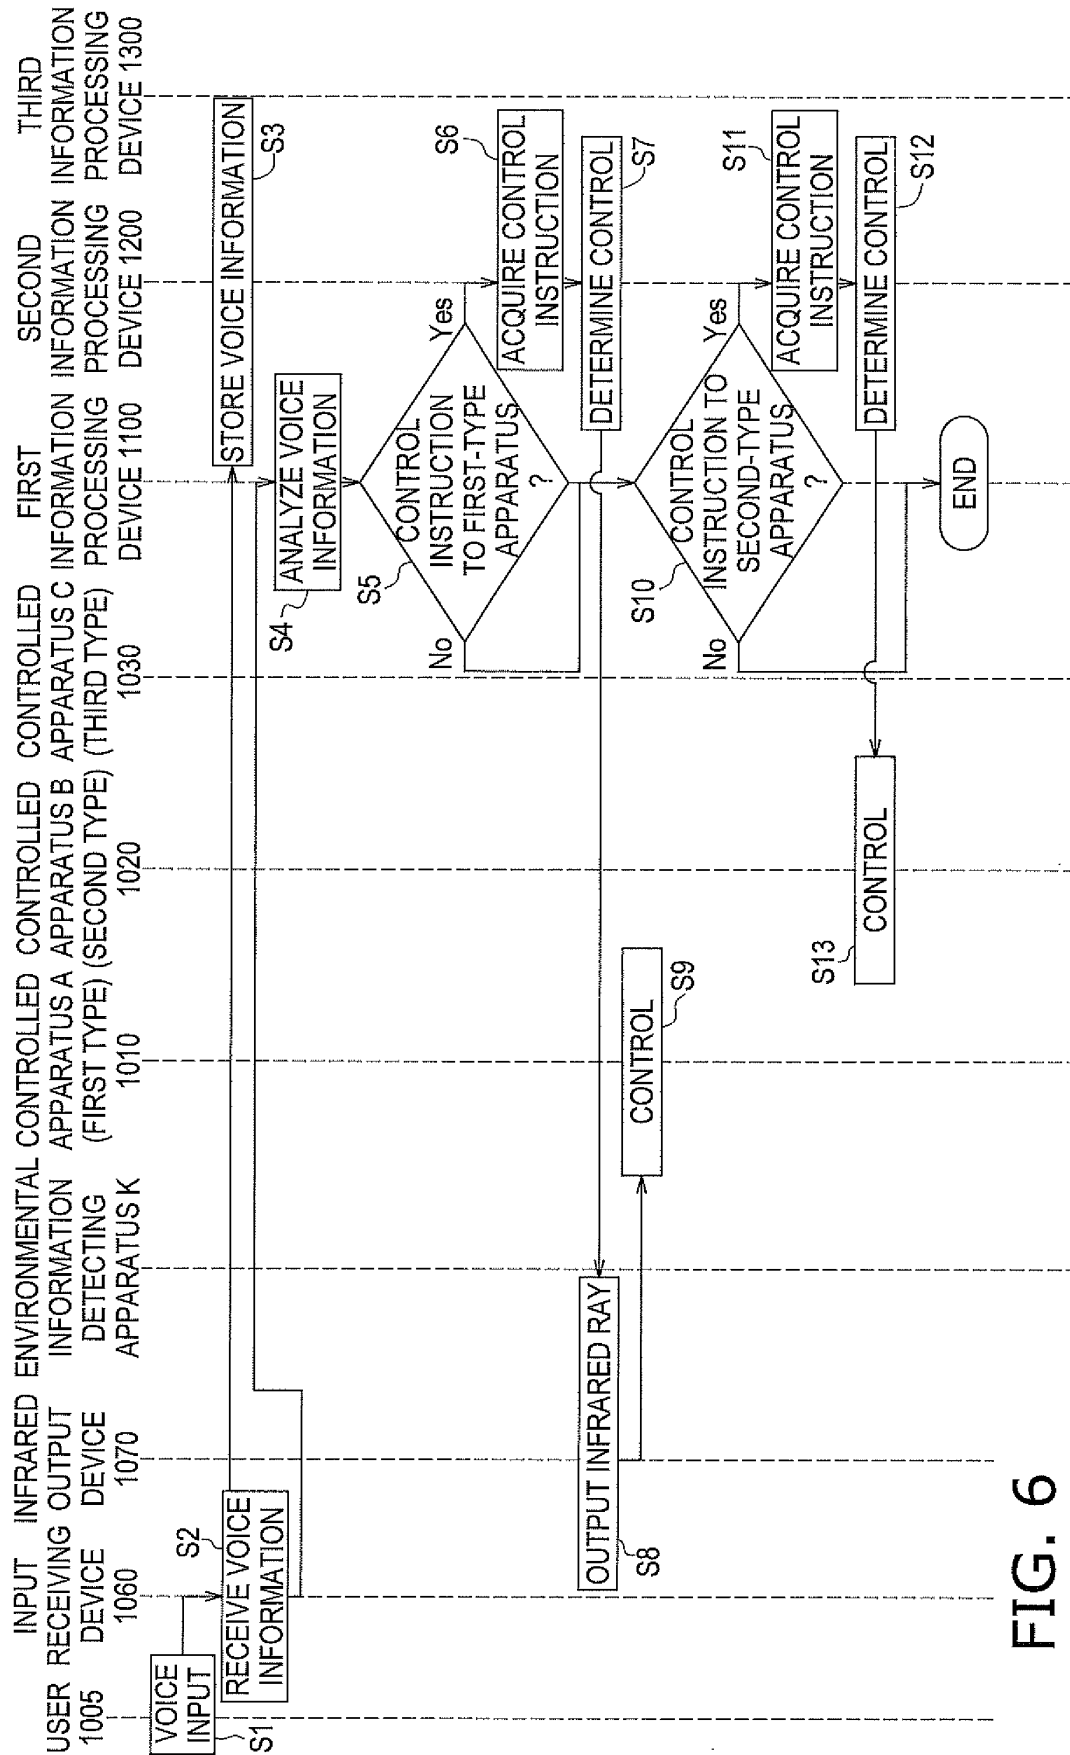 USER
1005
INPUT
RECEIVING
DEVICE
1060
INFRARED
OUTPUT
DEVICE
1070
ENVIRONMENTAL
INFORMATION
DETECTING
APPARATUS K
CONTROLLED
APPARATUS A
(FIRST TYPE)
1010
CONTROLLED
APPARATUS B
(SECOND TYPE)
1020
CONTROLLED
APPARATUS C
(THIRD TYPE)
1030
FIRST
INFORMATION
PROCESSING
DEVICE 1100
SECOND
INFORMATION
PROCESSING
DEVICE 1200
THIRD
INFORMATION
PROCESSING
DEVICE 1300
VOICE
INPUT
S1
S2
RECEIVE VOICE
INFORMATION
STORE VOICE INFORMATION
S3
ANALYZE VOICE
INFORMATION
S4
CONTROL
INSTRUCTION
TO FIRST-TYPE
APPARATUS
?
S5
No
Yes
S6
ACQUIRE CONTROL
INSTRUCTION
DETERMINE CONTROL
S7
OUTPUT INFRARED RAY
S8
CONTROL
S9
CONTROL
INSTRUCTION TO
SECOND-TYPE
APPARATUS
?
S10
No
Yes
S11
ACQUIRE CONTROL
INSTRUCTION
DETERMINE CONTROL
S12
CONTROL
S13
END
FIG. 6